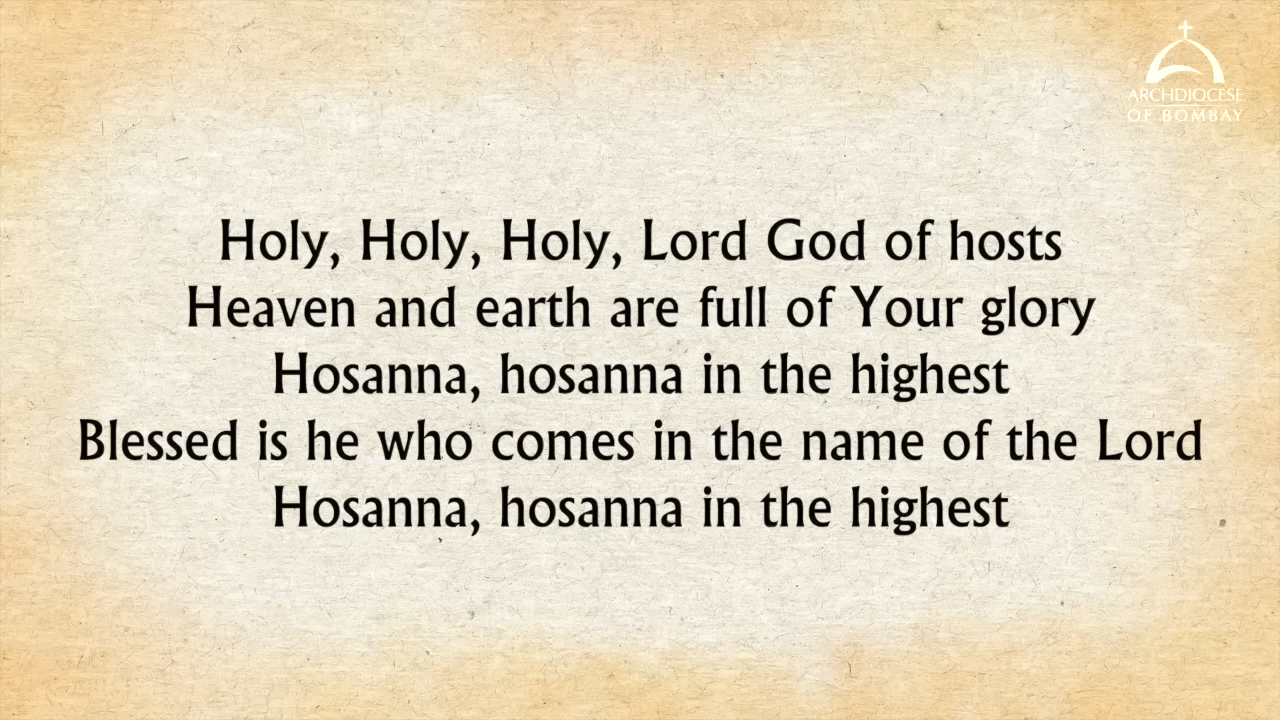 ARCHDIOCESE
OF BOMBAY
Holy, Holy, Holy, Lord God of hosts
Heaven and earth are full of Your glory
Hosanna, hosanna in the highest
Blessed is he who comes in the name of the Lord
Hosanna, hosanna in the highest